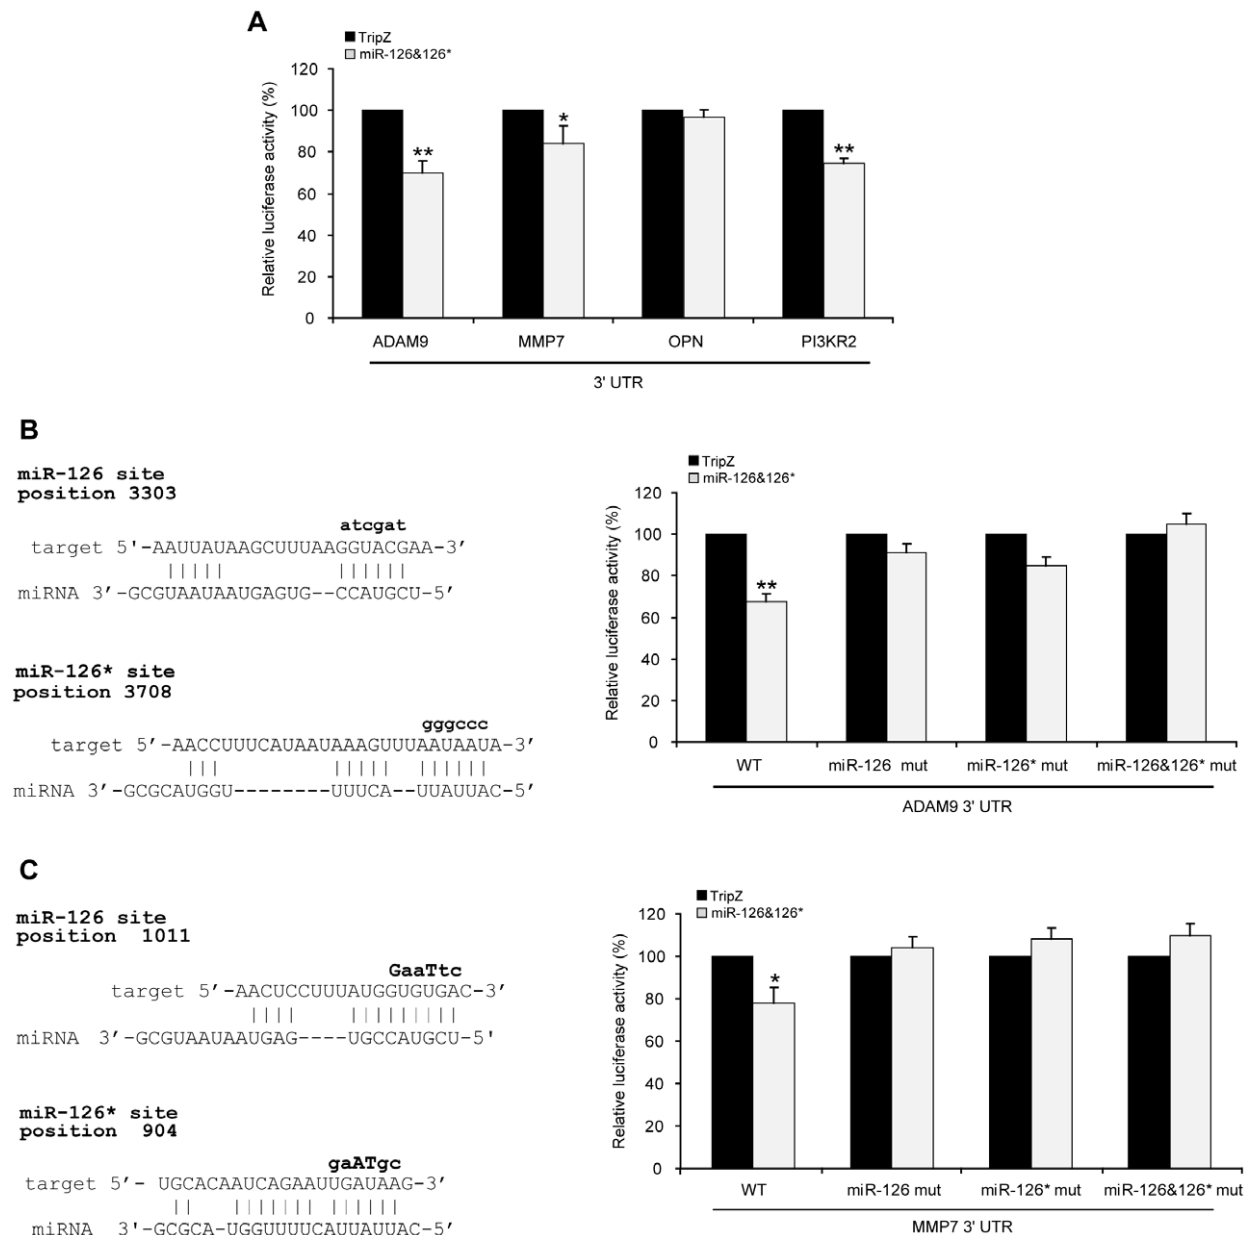 A
TripZ
miR-126&126*
Relative luciferase activity (%)
120
100
80
60
40
20
0
**
*
**
ADAM9 MMP7 OPN PI3KR2
3' UTR
B
miR-126 site
position 3303
atcgat
target 5'-AAUUAUAAGCUUUAAGGUACGAA-3'
miRNA 3'-GCGUAAUAAUGAGUG--CCAUGCU-5'
miR-126* site
position 3708
gggccc
target 5'-AACCUUUCAUAAUAAAGUUUAAUAAUA-3'
miRNA 3'-GCGCAUGGU--------UUUCA--UUAUUAC-5'
TripZ
miR-126&126*
Relative luciferase activity (%)
120
100
80
60
40
20
0
**
WT miR-126 mut miR-126* mut miR-126&126* mut
ADAM9 3' UTR
C
miR-126 site
position 1011
GaaTtc
target 5'-AACUCCUUUAUGGUGUGAC-3'
miRNA 3'-GCGUAAUAAUGAG----UGCCAUGCU-5'
miR-126* site
position 904
gaATgc
target 5'- UGCACAAUCAGAAUUGAUAAG-3'
miRNA 3'-GCGCA-UGGUUUUCAUUAUUAC-5'
TripZ
miR-126&126*
Relative luciferase activity (%)
120
100
80
60
40
20
0
*
WT miR-126 mut miR-126* mut miR-126&126* mut
MMP7 3' UTR